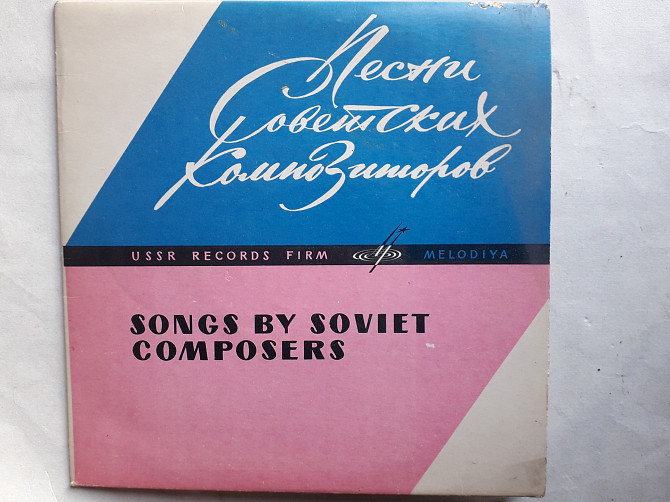 Песни
Советских
Композиторов
USSR RECORDS FIRM MELODIYA
SONGS BY SOVIET
COMPOSERS